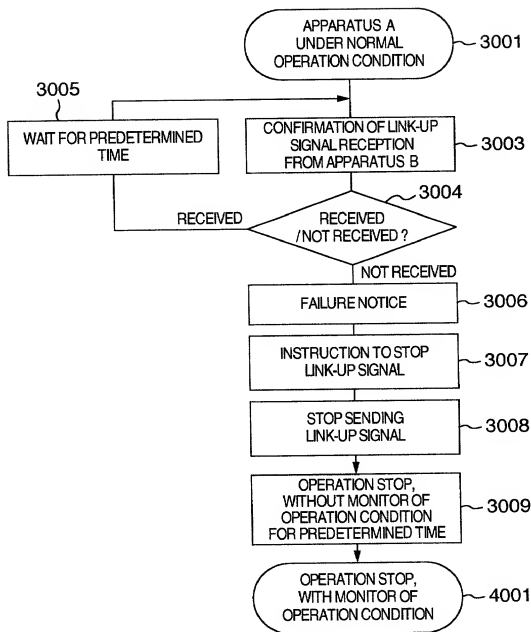 APPARATUS A
UNDER NORMAL
OPERATION CONDITION
3001
3005
WAIT FOR PREDETERMINED
TIME
CONFIRMATION OF LINK-UP
SIGNAL RECEPTION
FROM APPARATUS B
3003
3004
RECEIVED
RECEIVED
/NOT RECEIVED ?
NOT RECEIVED
FAILURE NOTICE
3006
INSTRUCTION TO STOP
LINK-UP SIGNAL
3007
STOP SENDING
LINK-UP SIGNAL
3008
OPERATION STOP,
WITHOUT MONITOR OF
OPERATION CONDITION
FOR PREDETERMINED TIME
3009
OPERATION STOP,
WITH MONITOR OF
OPERATION CONDITION
4001